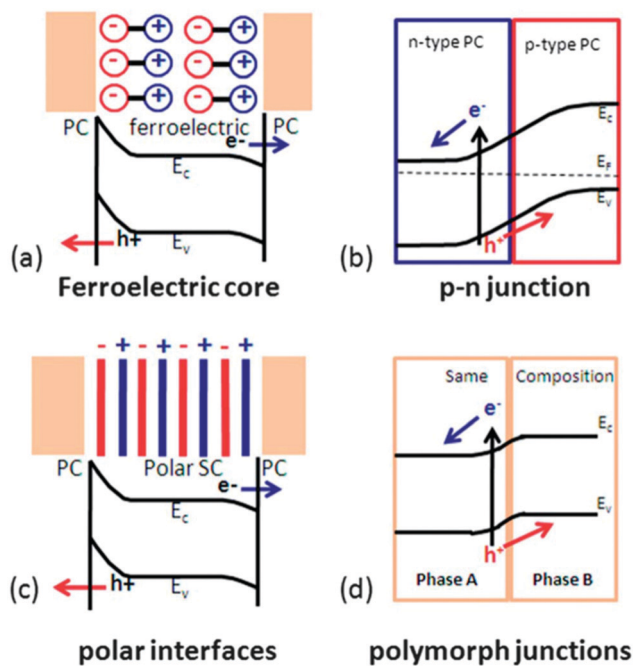 - + - +
- + - +
- + - +
PC ferroelectric PC
e-
Ec
h+ Ev
(a)
Ferroelectric core
n-type PC p-type PC
e-
Ec
EF
Ev
h+
(b)
p-n junction
- + - + - + - +
PC Polar SC PC
e-
Ec
h+ Ev
(c)
polar interfaces
Same Composition
e-
Ec
Ev
h+
Phase A Phase B
(d)
polymorph junctions